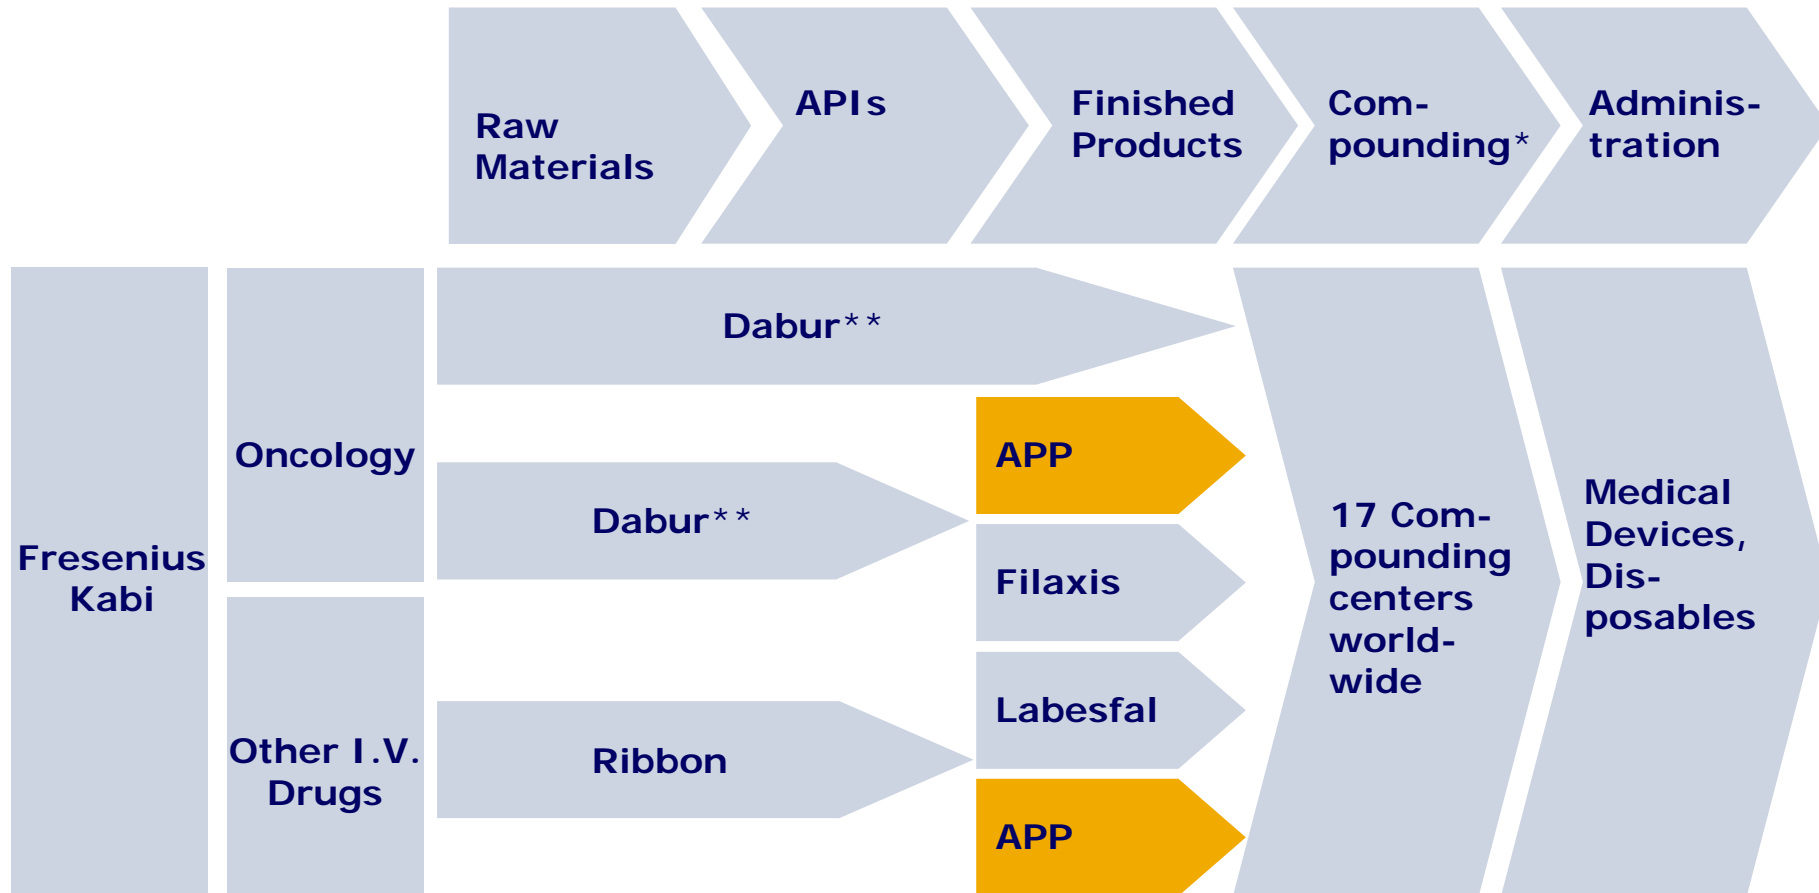 Raw
Materials
APIs
Finished
Products
Com-
pounding*
Adminis-
tration
Fresenius
Kabi
Oncology
Other I.V.
Drugs
Dabur**
Dabur**
Ribbon
APP
Filaxis
Labesfal
APP
17 Com-
pounding
centers
world-
wide
Medical
Devices,
Dis-
posables